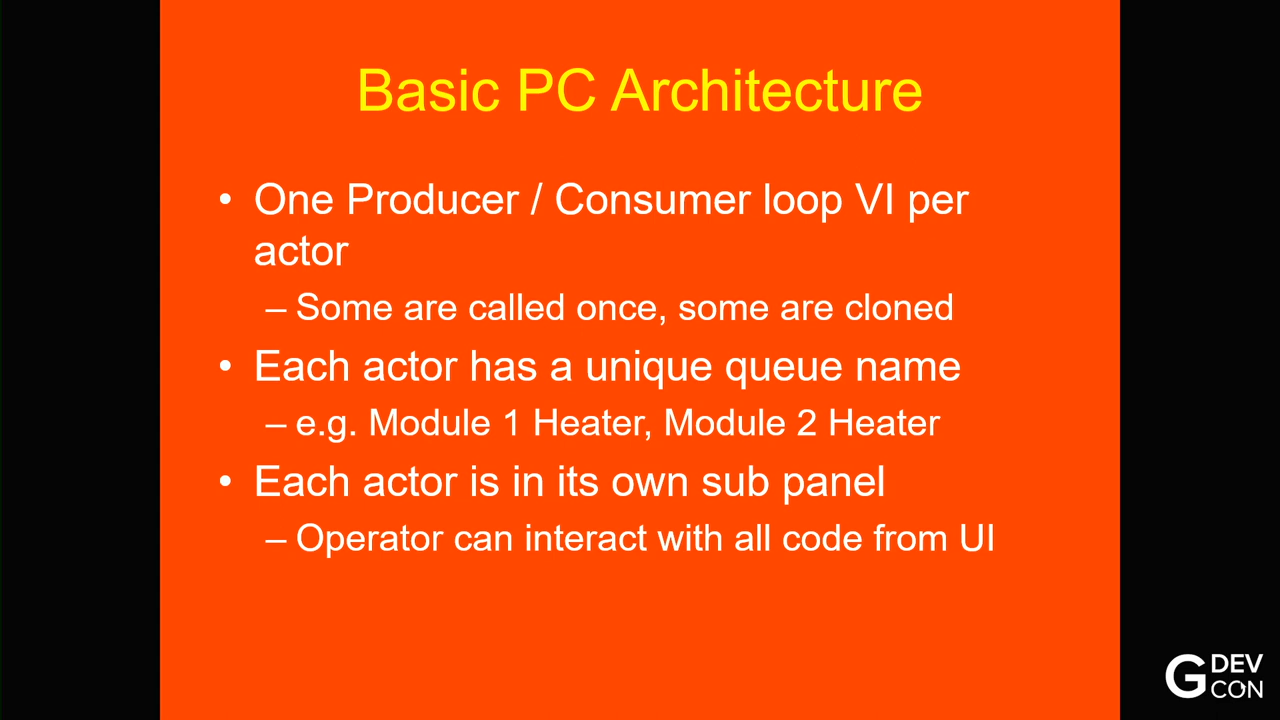 Basic PC Architecture
• One Producer / Consumer loop VI per
actor
– Some are called once, some are cloned
• Each actor has a unique queue name
– e.g. Module 1 Heater, Module 2 Heater
• Each actor is in its own sub panel
– Operator can interact with all code from UI
G DEV
CON